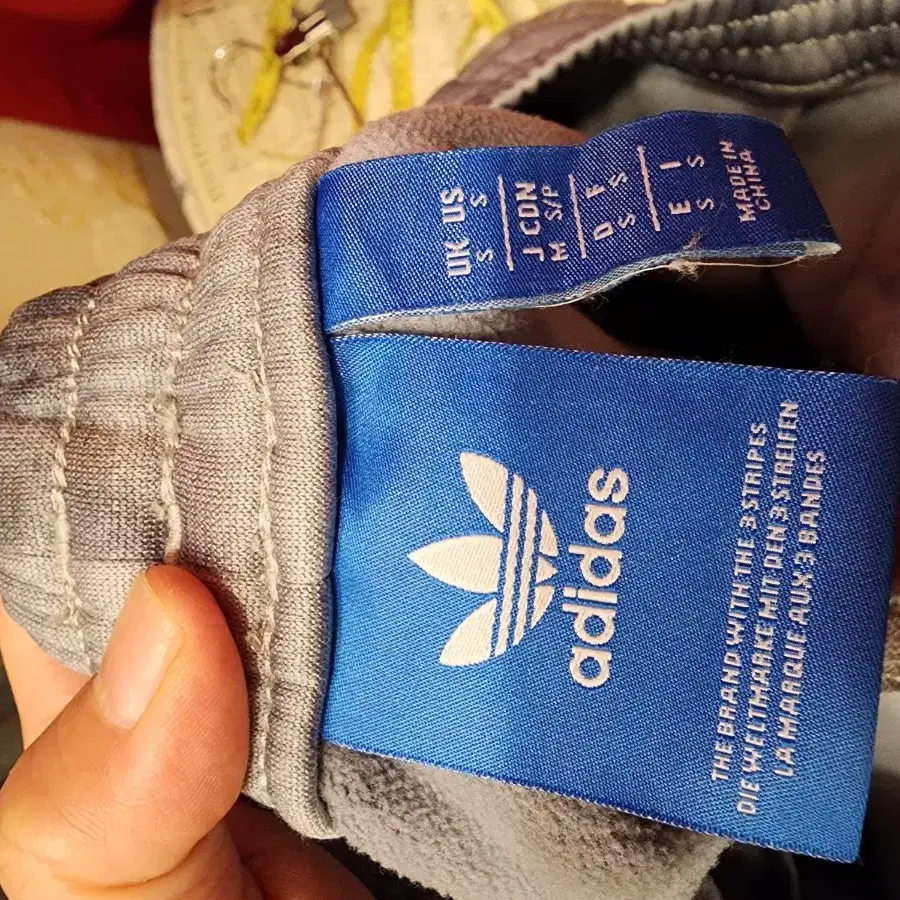 UK US
S S
J CDN
M S/P
D F
S S
E I
S S
MADE IN
CHINA
adidas
THE BRAND WITH THE 3 STRIPES
DIE WELTMARKE MIT DEN 3 STREIFEN
LA MARQUE AUX 3 BANDES